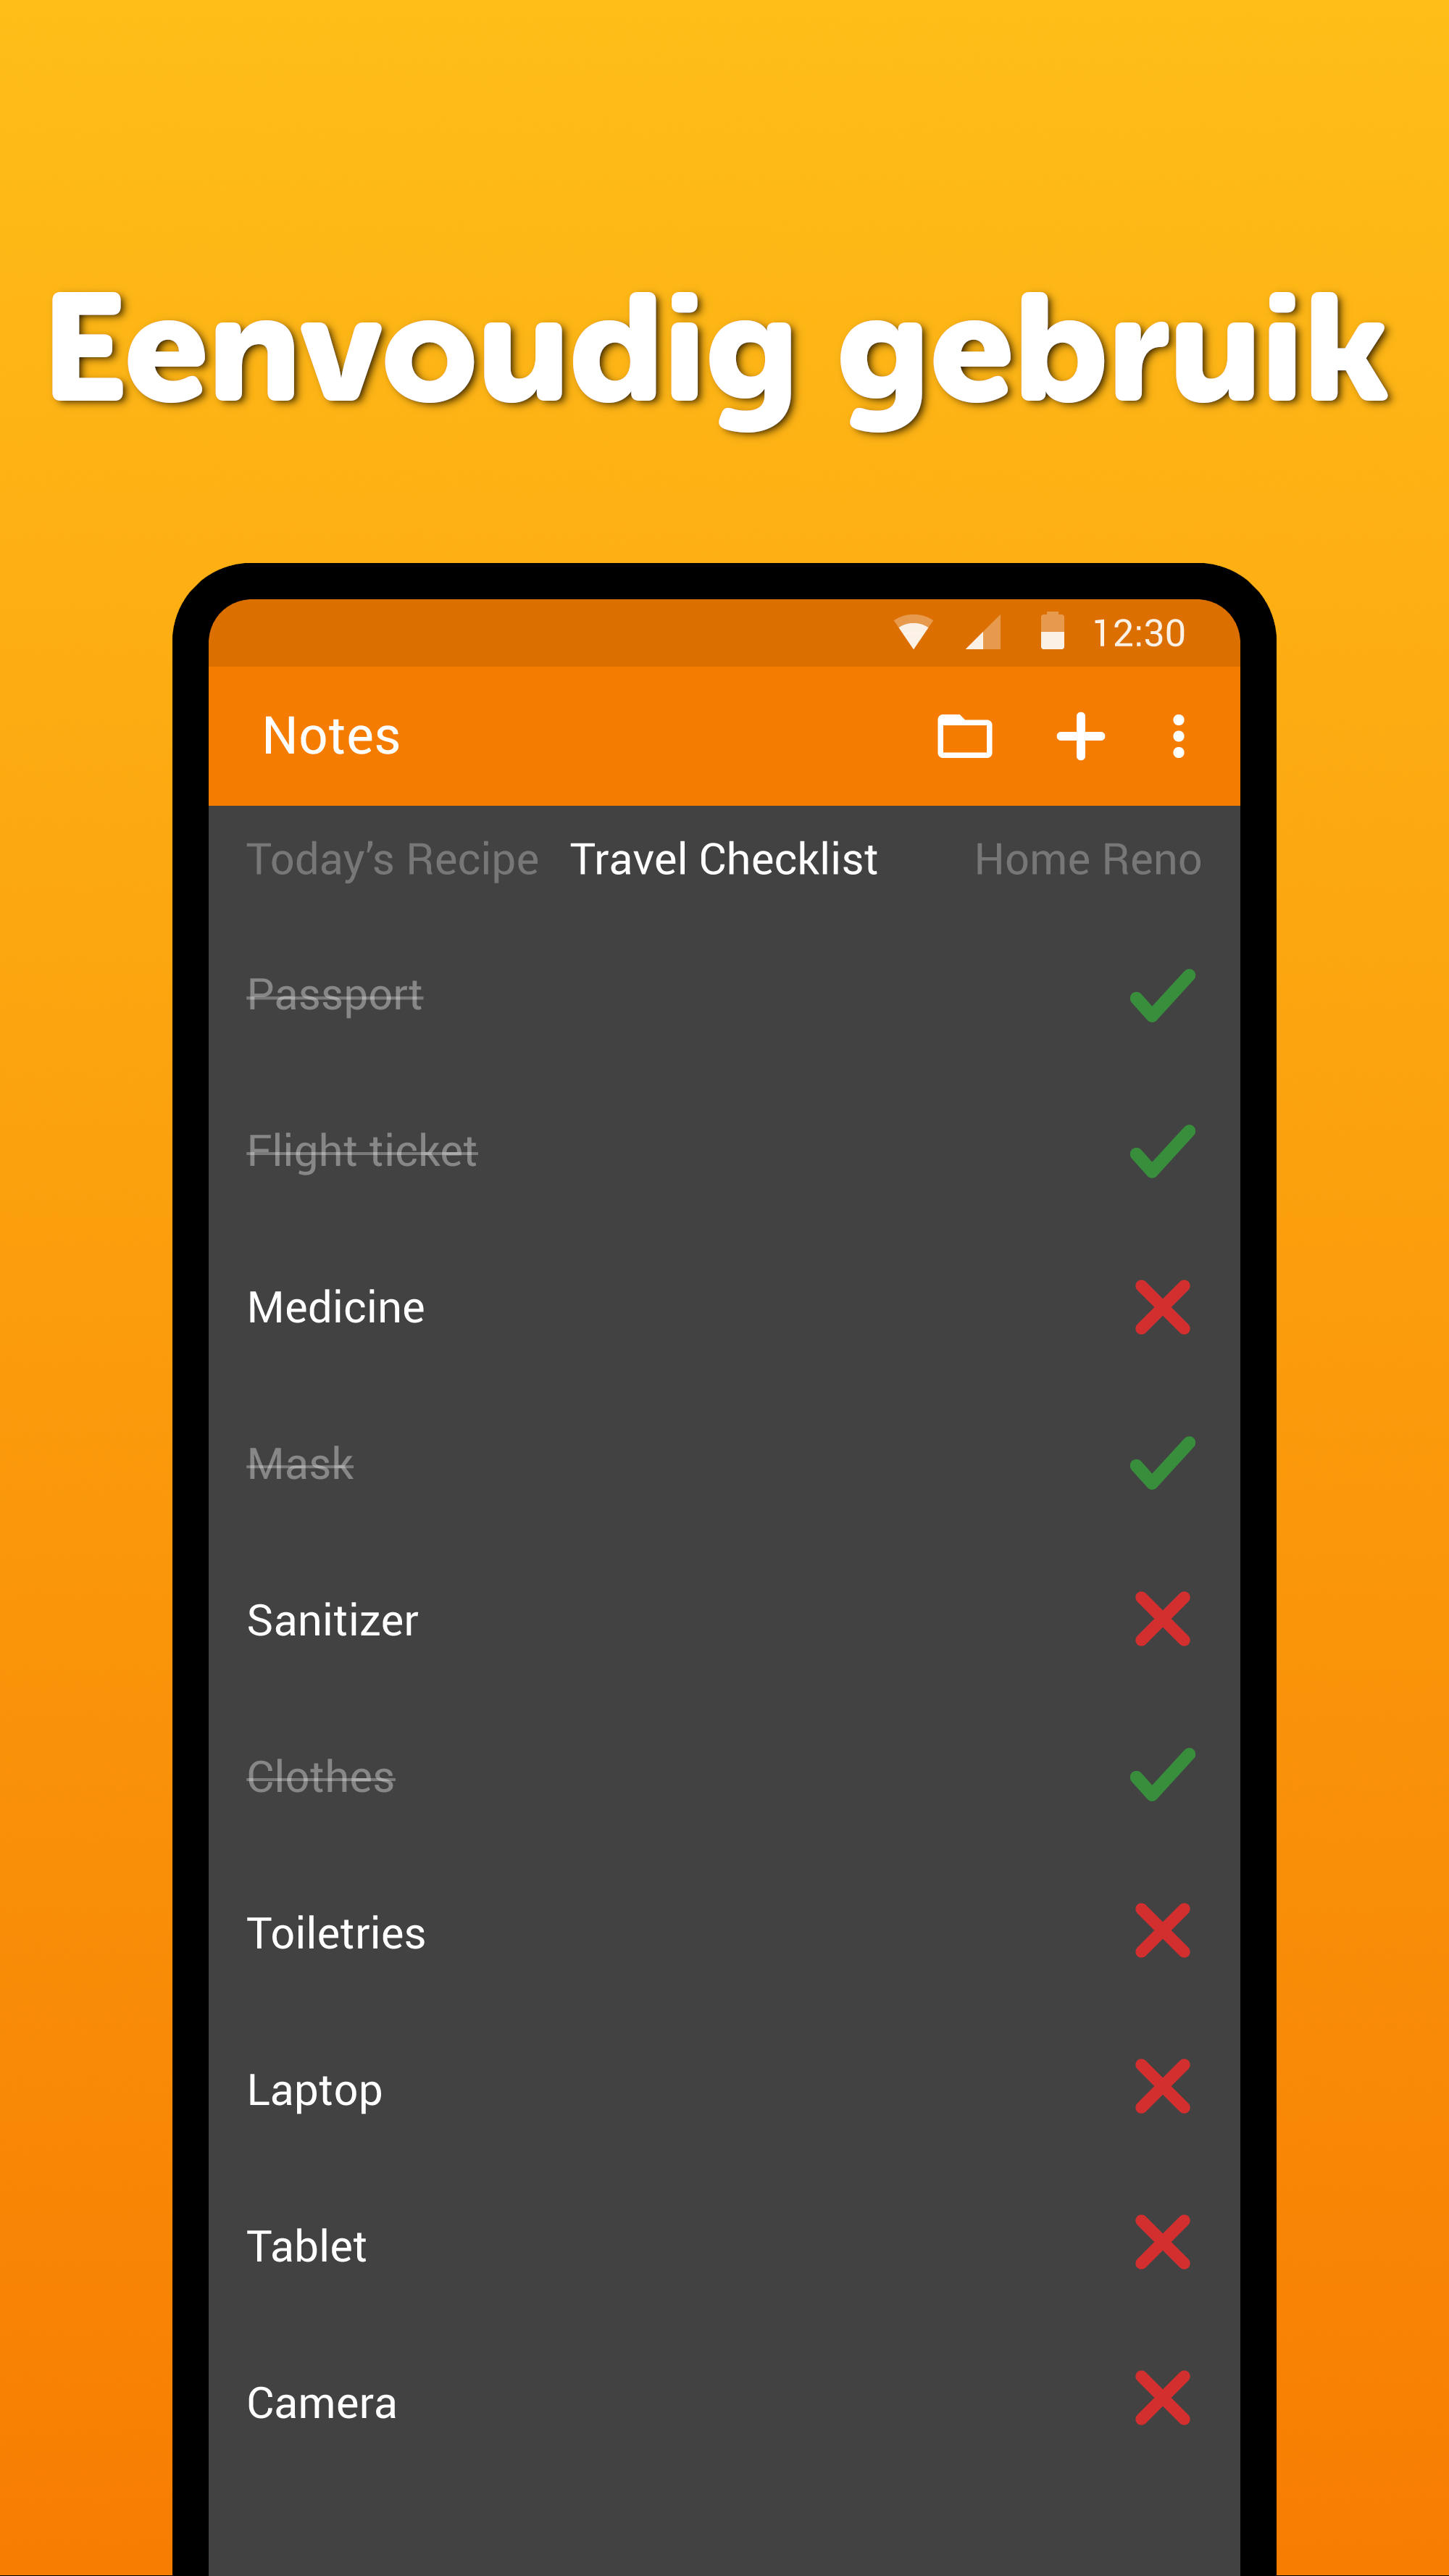 Eenvoudig gebruik
12:30
Notes
Today’s Recipe Travel Checklist Home Reno
Passport
Flight ticket
Medicine
Mask
Sanitizer
Clothes
Toiletries
Laptop
Tablet
Camera